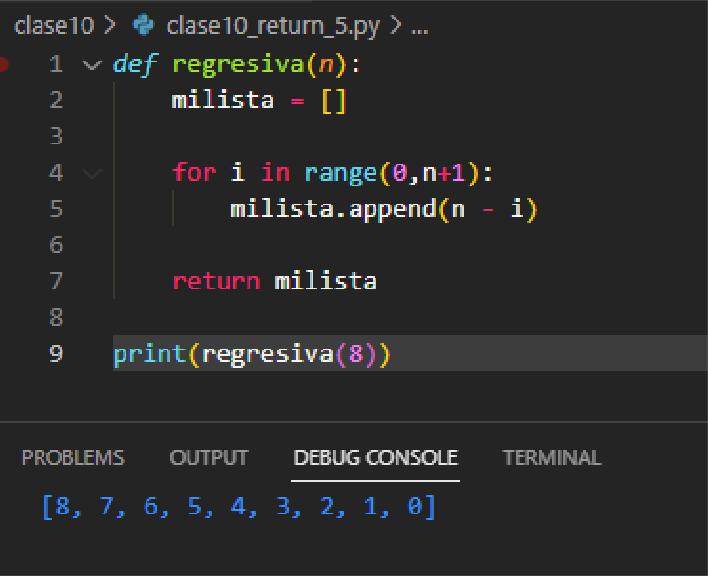 clase10 > clase10_return_5.py > ...
1 def regresiva(n):
2 milista = []
3
4 for i in range(0,n+1):
5 milista.append(n - i)
6
7 return milista
8
9 print(regresiva(8))
PROBLEMS OUTPUT DEBUG CONSOLE TERMINAL
[8, 7, 6, 5, 4, 3, 2, 1, 0]